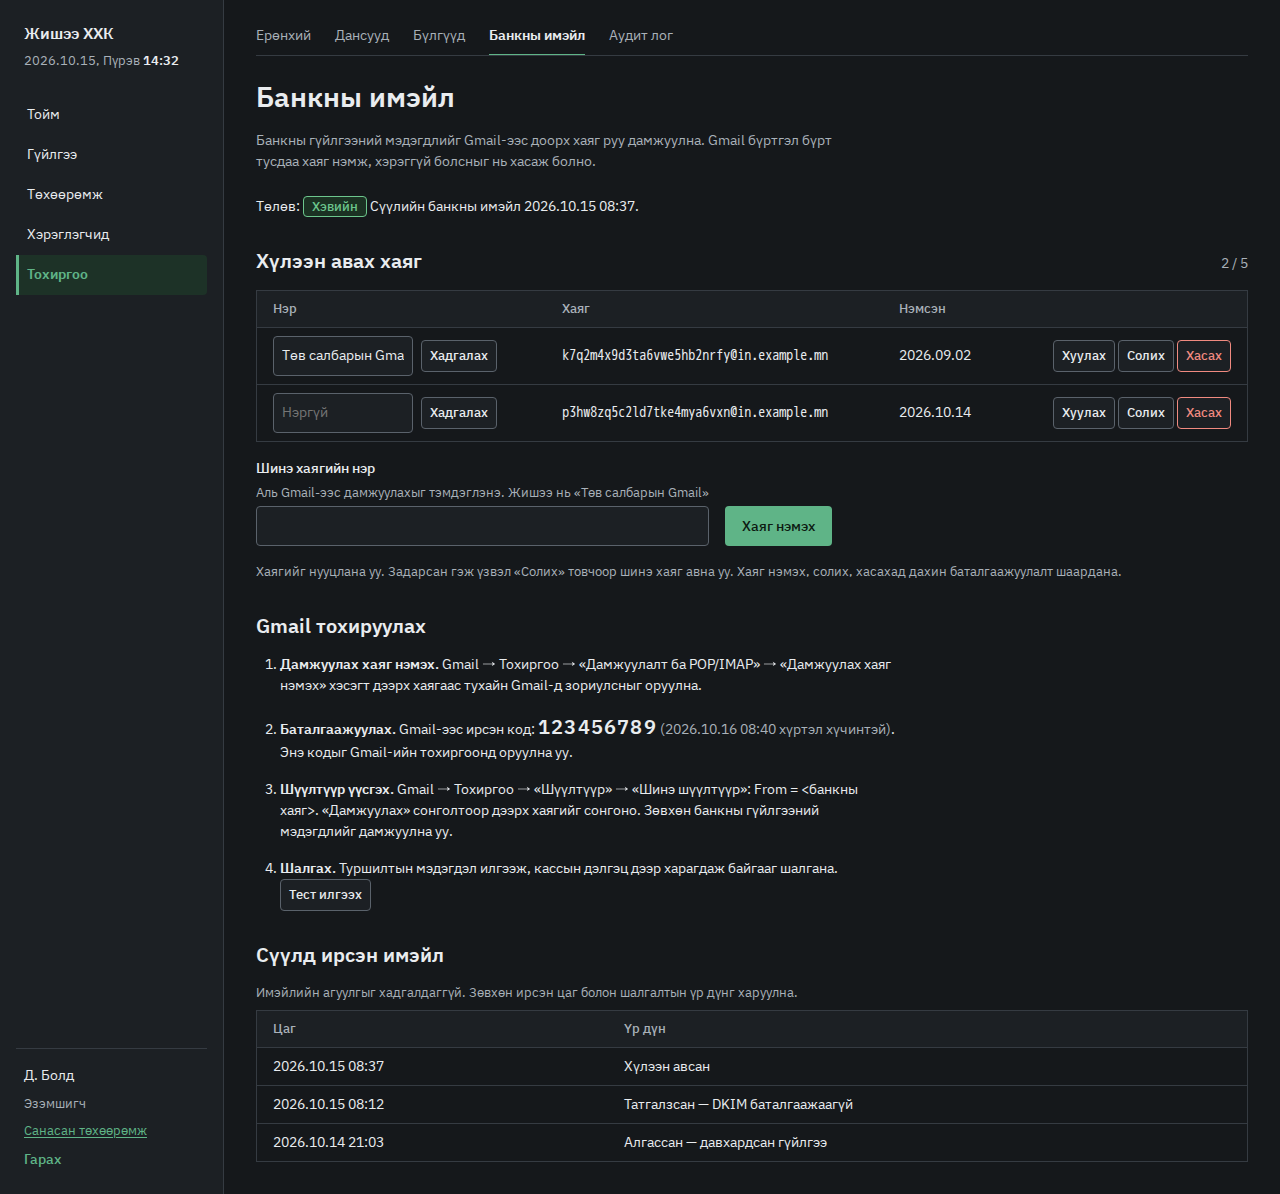 Жишээ ХХК
2026.10.15, Пүрэв 14:32
Тойм
Гүйлгээ
Төхөөрөмж
Хэрэглэгчид
Тохиргоо
Д. Болд
Эзэмшигч
Санасан төхөөрөмж
Гарах
Ерөнхий Дансууд Бүлгүүд Банкны имэйл Аудит лог
Банкны имэйл
Банкны гүйлгээний мэдэгдлийг Gmail-ээс доорх хаяг руу дамжуулна. Gmail бүртгэл бүрт
тусдаа хаяг нэмж, хэрэггүй болсныг нь хасаж болно.
Төлөв: Хэвийн Сүүлийн банкны имэйл 2026.10.15 08:37.
Хүлээн авах хаяг 2 / 5
Нэр Хаяг Нэмсэн
Төв салбарын Gma Хадгалах k7q2m4x9d3ta6vwe5hb2nrfy@in.example.mn 2026.09.02 Хуулах Солих Хасах
Нэргүй Хадгалах p3hw8zq5c2ld7tke4mya6vxn@in.example.mn 2026.10.14 Хуулах Солих Хасах
Шинэ хаягийн нэр
Аль Gmail-ээс дамжуулахыг тэмдэглэнэ. Жишээ нь «Төв салбарын Gmail»
Хаяг нэмэх
Хаягийг нууцлана уу. Задарсан гэж үзвэл «Солих» товчоор шинэ хаяг авна уу. Хаяг нэмэх, солих, хасахад дахин баталгаажуулалт шаардана.
Gmail тохируулах
1. Дамжуулах хаяг нэмэх. Gmail → Тохиргоо → «Дамжуулалт ба POP/IMAP» → «Дамжуулах хаяг
нэмэх» хэсэгт дээрх хаягаас тухайн Gmail-д зориулсныг оруулна.
2. Баталгаажуулах. Gmail-ээс ирсэн код: 123456789 (2026.10.16 08:40 хүртэл хүчинтэй).
Энэ кодыг Gmail-ийн тохиргоонд оруулна уу.
3. Шүүлтүүр үүсгэх. Gmail → Тохиргоо → «Шүүлтүүр» → «Шинэ шүүлтүүр»: From = <банкны
хаяг>. «Дамжуулах» сонголтоор дээрх хаягийг сонгоно. Зөвхөн банкны гүйлгээний
мэдэгдлийг дамжуулна уу.
4. Шалгах. Туршилтын мэдэгдэл илгээж, кассын дэлгэц дээр харагдаж байгааг шалгана.
Тест илгээх
Сүүлд ирсэн имэйл
Имэйлийн агуулгыг хадгалдаггүй. Зөвхөн ирсэн цаг болон шалгалтын үр дүнг харуулна.
Цаг Үр дүн
2026.10.15 08:37 Хүлээн авсан
2026.10.15 08:12 Татгалзсан — DKIM баталгаажаагүй
2026.10.14 21:03 Алгассан — давхардсан гүйлгээ